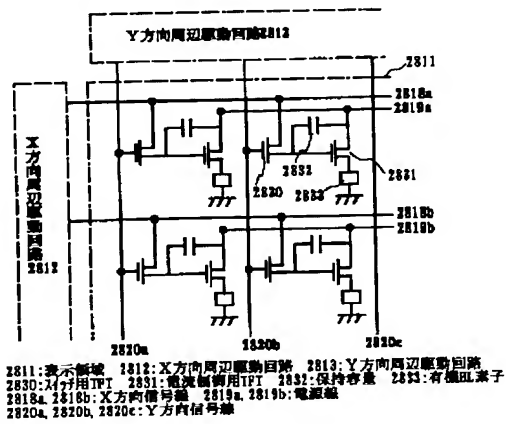 Y方向周辺駆動回路2813
2811
2818a
2819a
2832
2830
2831
2833
X方向周辺駆動回路
2812
2818b
2819b
2820a
2820b
2820c
2811:表示領域 2812:X方向周辺駆動回路 2813:Y方向周辺駆動回路
2830:スイッチ用TFT 2831:電流制御用TFT 2832:保持容量 2833:有機EL素子
2818a, 2818b:X方向信号線 2819a, 2819b:電源線
2820a, 2820b, 2820c:Y方向信号線